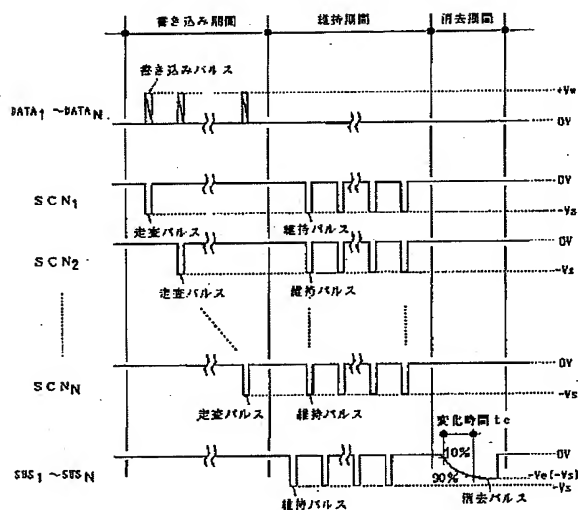 書き込み期間 維持期間 消去期間
書き込みパルス
+Vw
DATA1 ～DATAN
0V
0V
SCN1
-Vs
走査パルス 維持パルス
0V
SCN2
-Vs
走査パルス 維持パルス
0V
SCNN
-Vs
走査パルス 維持パルス
変化時間 tc
0V
SUS1 ～SUSN
10%
90%
-Ve(-Vs)
-Vs
維持パルス
消去パルス